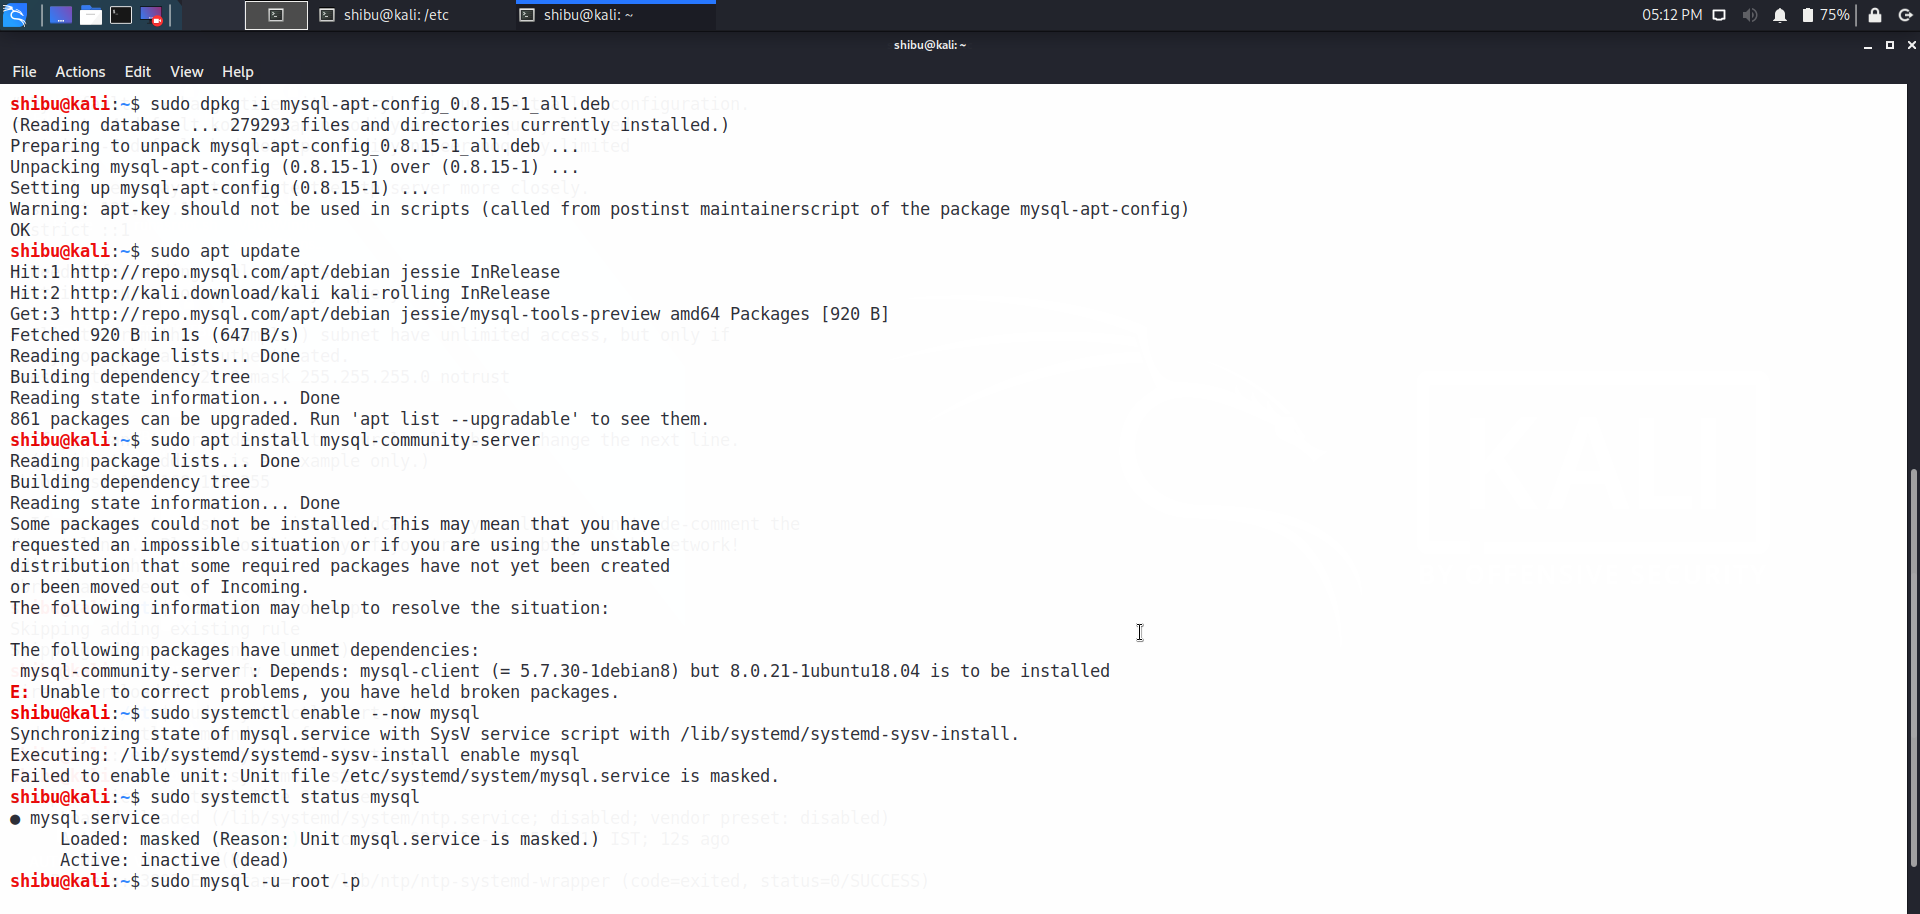 shibu@kali: /etc
shibu@kali: ~
05:12 PM
75%
shibu@kali: ~
File Actions Edit View Help
shibu@kali:~$ sudo dpkg -i mysql-apt-config_0.8.15-1_all.deb
(Reading database ... 279293 files and directories currently installed.)
Preparing to unpack mysql-apt-config_0.8.15-1_all.deb ...
Unpacking mysql-apt-config (0.8.15-1) over (0.8.15-1) ...
Setting up mysql-apt-config (0.8.15-1) ...
Warning: apt-key should not be used in scripts (called from postinst maintainerscript of the package mysql-apt-config)
OK
shibu@kali:~$ sudo apt update
Hit:1 http://repo.mysql.com/apt/debian jessie InRelease
Hit:2 http://kali.download/kali kali-rolling InRelease
Get:3 http://repo.mysql.com/apt/debian jessie/mysql-tools-preview amd64 Packages [920 B]
Fetched 920 B in 1s (647 B/s)
Reading package lists... Done
Building dependency tree
Reading state information... Done
861 packages can be upgraded. Run 'apt list --upgradable' to see them.
shibu@kali:~$ sudo apt install mysql-community-server
Reading package lists... Done
Building dependency tree
Reading state information... Done
Some packages could not be installed. This may mean that you have
requested an impossible situation or if you are using the unstable
distribution that some required packages have not yet been created
or been moved out of Incoming.
The following information may help to resolve the situation:
Skipping adding existing rule
The following packages have unmet dependencies:
 mysql-community-server : Depends: mysql-client (= 5.7.30-1debian8) but 8.0.21-1ubuntu18.04 is to be installed
E: Unable to correct problems, you have held broken packages.
shibu@kali:~$ sudo systemctl enable --now mysql
Synchronizing state of mysql.service with SysV service script with /lib/systemd/systemd-sysv-install.
Executing: /lib/systemd/systemd-sysv-install enable mysql
Failed to enable unit: Unit file /etc/systemd/system/mysql.service is masked.
shibu@kali:~$ sudo systemctl status mysql
● mysql.service
     Loaded: masked (Reason: Unit mysql.service is masked.)
     Active: inactive (dead)
shibu@kali:~$ sudo mysql -u root -p
KALI